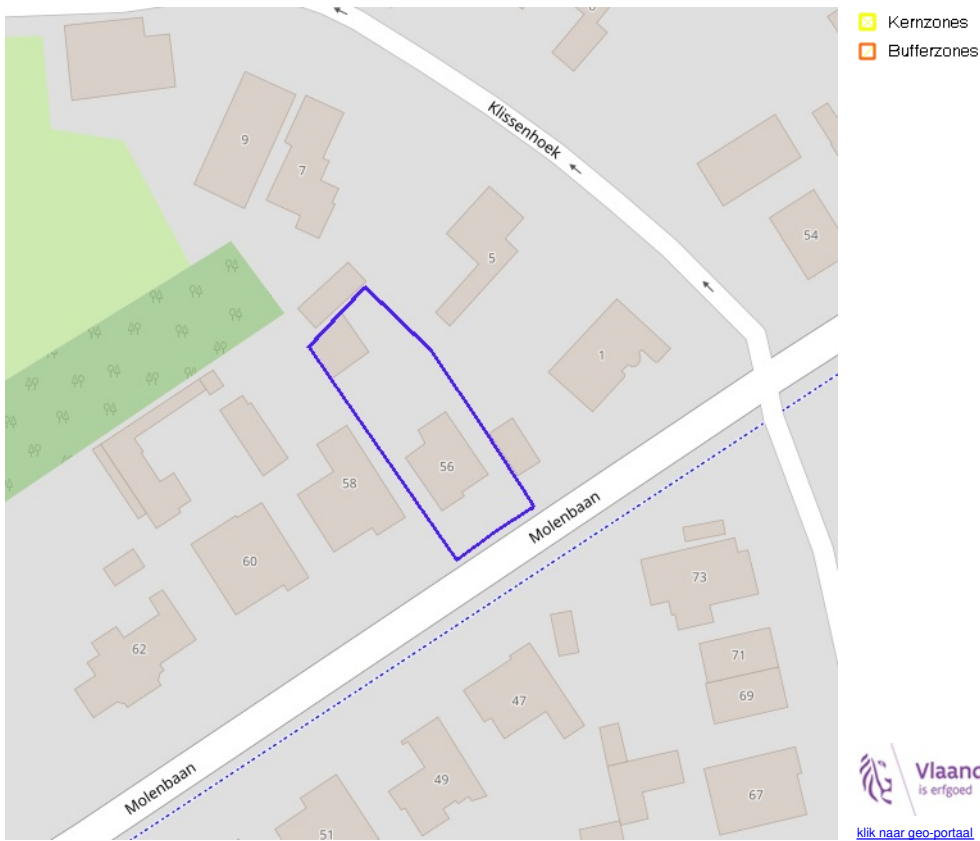 Kernzones
Bufferzones
Klissenhoek
9
7
5
54
1
56
58
60
62
Molenbaan
73
71
69
47
49
67
51
Molenbaan
Vlaand
is erfgoed
klik naar geo-portaal